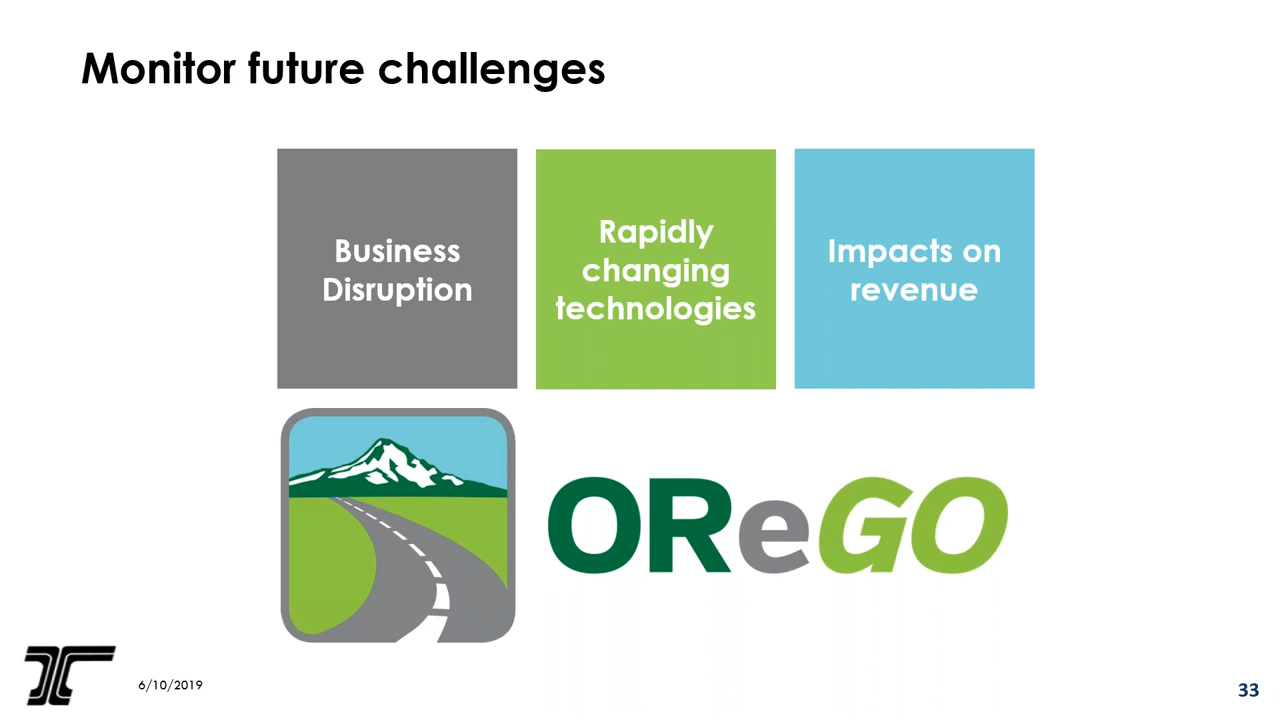 Monitor future challenges
Business
Disruption
Rapidly
changing
technologies
Impacts on
revenue
OReGO
6/10/2019
33